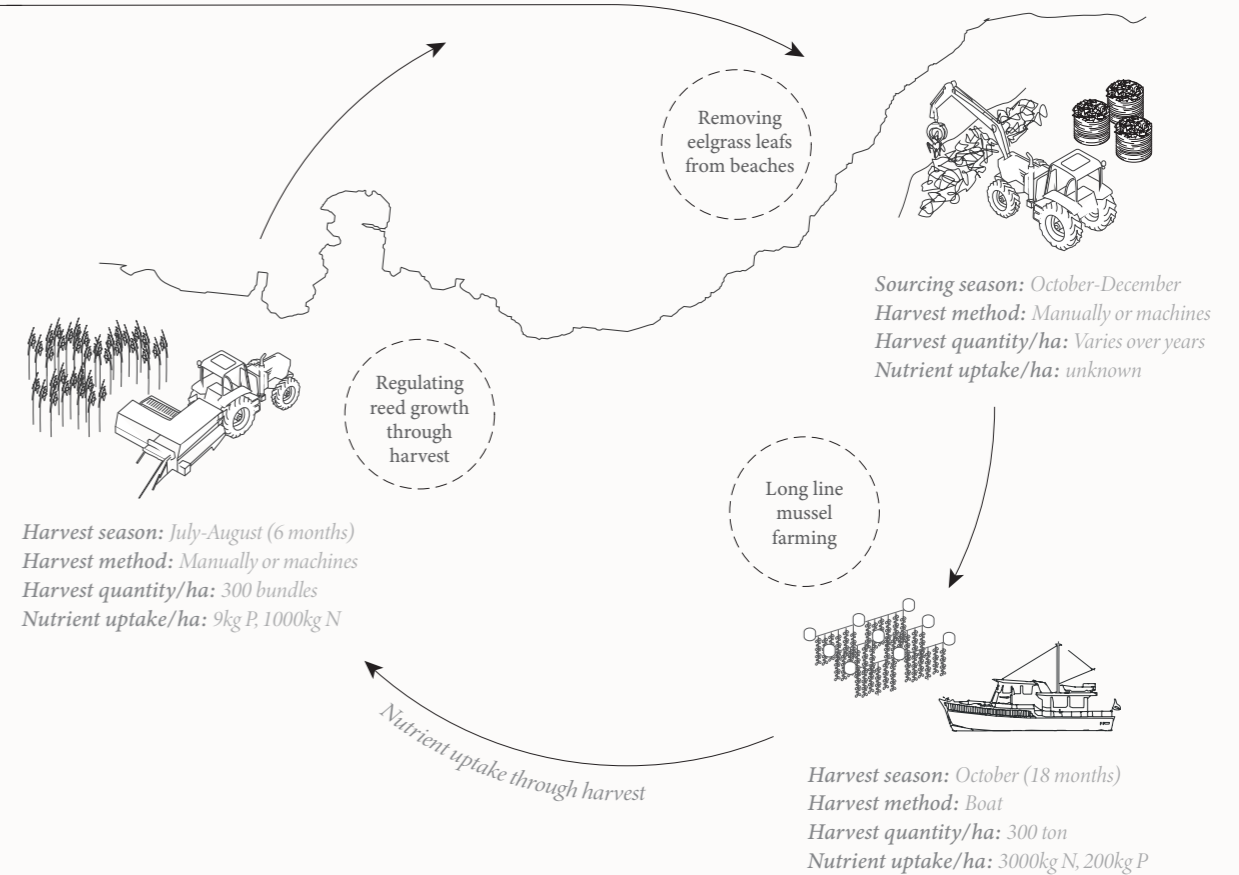 Removing
eelgrass leafs
from beaches
Sourcing season: October-December
Harvest method: Manually or machines
Harvest quantity/ha: Varies over years
Nutrient uptake/ha: unknown
Regulating
reed growth
through
harvest
Harvest season: July-August (6 months)
Harvest method: Manually or machines
Harvest quantity/ha: 300 bundles
Nutrient uptake/ha: 9kg P, 1000kg N
Long line
mussel
farming
Nutrient uptake through harvest
Harvest season: October (18 months)
Harvest method: Boat
Harvest quantity/ha: 300 ton
Nutrient uptake/ha: 3000kg N, 200kg P